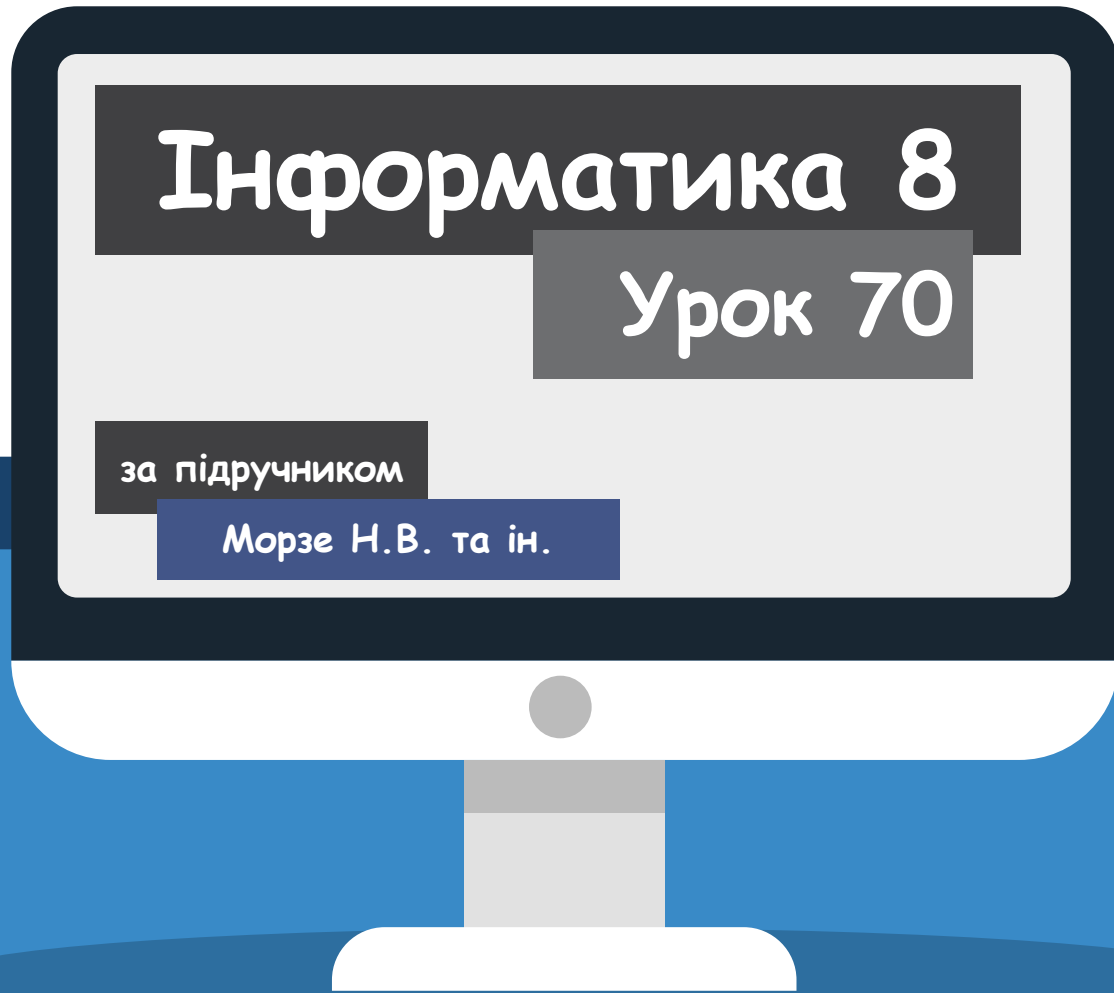 Інформатика 8
Урок 70
за підручником
Морзе Н.В. та ін.